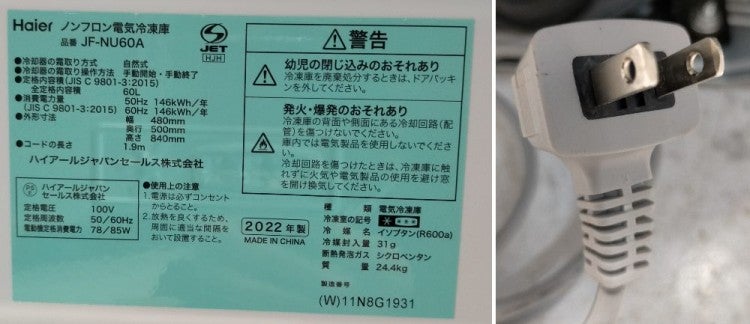 Haier ノンフロン電気冷凍庫
品番 JF-NU60A
S
JET
HJH
●冷却器の霜取り方式 自然式
●冷却器の霜取り操作方法 手動開始・手動終了
●定格内容積(JIS C 9801-3:2015)
全定格内容積 60L
●消費電力量 50Hz 146kWh/年
(JIS C 9801-3:2015) 60Hz 146kWh/年
●外形寸法 幅 480mm
奥行 500mm
高さ 840mm
●コードの長さ 1.9m
ハイアールジャパンセールス株式会社
PS
E
ハイアールジャパン
セールス株式会社
定格電圧 100V
定格周波数 50/60Hz
電動機定格消費電力 78/85W
●使用上の注意
1.電源は必ずコンセント
からとること。
2.放熱を良くするため、
周囲に適当な間隔を
おいて設置すること。
警告
幼児の閉じ込みのおそれあり
冷凍庫を廃棄処分するときは、ドアパッキ
ンを外してください。
発火・爆発のおそれあり
冷凍庫の背面や側面にある冷却回路(配
管)を傷つけないでください。
庫内では電気製品を使用しないでくださ
い。
冷却回路を傷つけたときは、冷凍庫に触
れずに火気や電気製品の使用を避け窓
を開け換気してください。
2022年製
MADE IN CHINA
種類 電気冷凍庫
冷凍室の記号 * ***
冷媒 イソブタン(R600a)
冷媒封入量 31g
断熱発泡ガス シクロペンタン
質量 24.4kg
製造番号
(W)11N8G1931